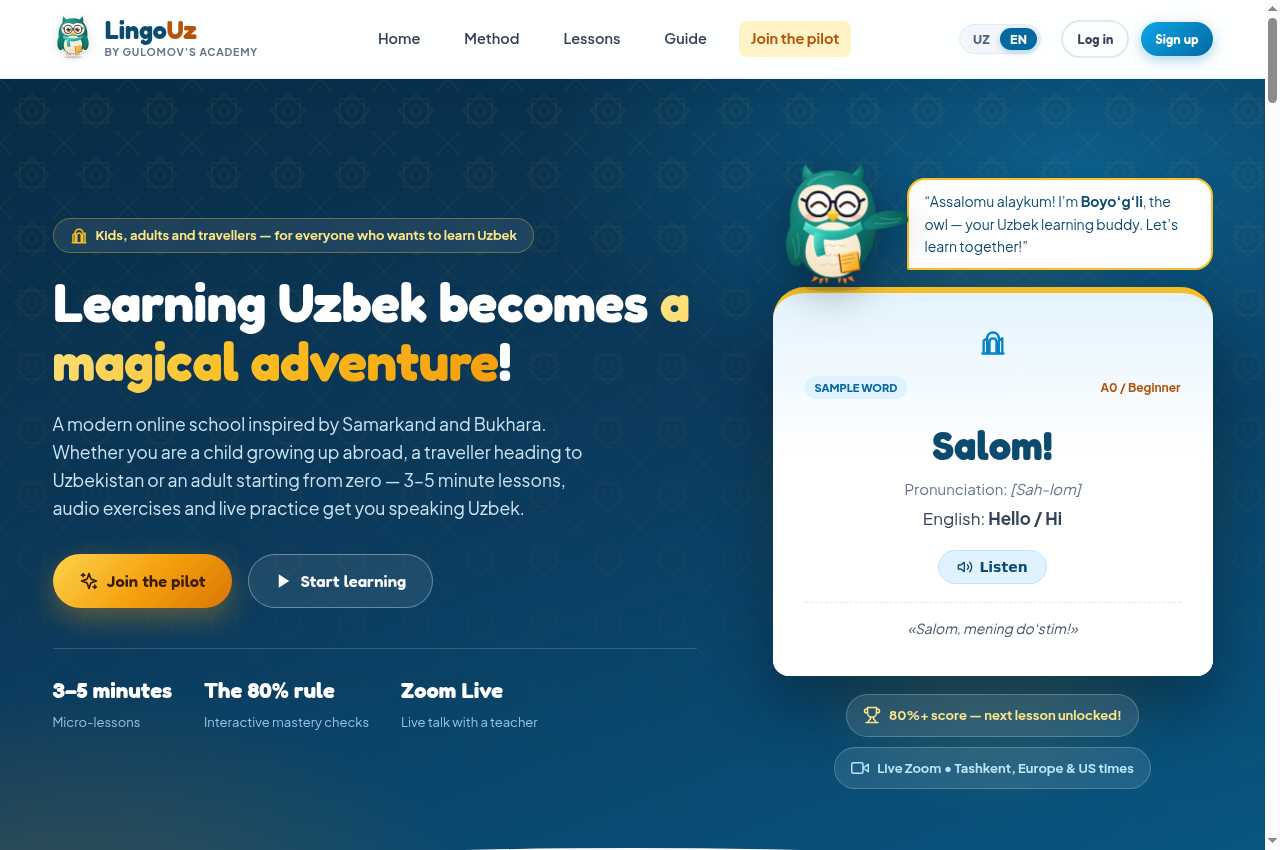 LingoUz
BY GULOMOV'S ACADEMY
Home
Method
Lessons
Guide
Join the pilot
UZ
EN
Log in
Sign up
Kids, adults and travellers — for everyone who wants to learn Uzbek
Learning Uzbek becomes a
magical adventure!
A modern online school inspired by Samarkand and Bukhara.
Whether you are a child growing up abroad, a traveller heading to
Uzbekistan or an adult starting from zero — 3–5 minute lessons,
audio exercises and live practice get you speaking Uzbek.
Join the pilot
Start learning
3–5 minutes
Micro-lessons
The 80% rule
Interactive mastery checks
Zoom Live
Live talk with a teacher
“Assalomu alaykum! I’m Boyo‘g‘li, the
owl — your Uzbek learning buddy. Let’s
learn together!”
SAMPLE WORD
A0 / Beginner
Salom!
Pronunciation: [Sah-lom]
English: Hello / Hi
Listen
«Salom, mening do‘stim!»
80%+ score — next lesson unlocked!
Live Zoom • Tashkent, Europe & US times